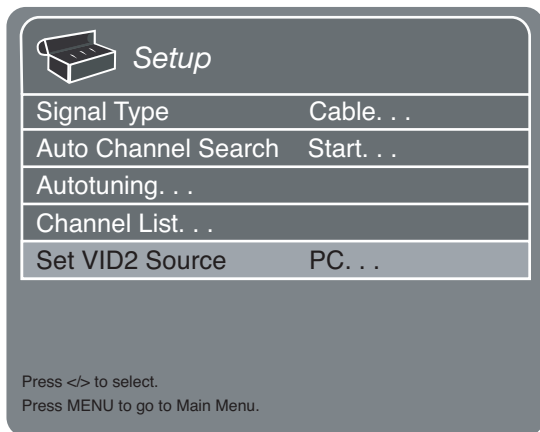 Setup
Signal Type Cable. . .
Auto Channel Search Start. . .
Autotuning. . .
Channel List. . .
Set VID2 Source PC. . .
Press </> to select.
Press MENU to go to Main Menu.